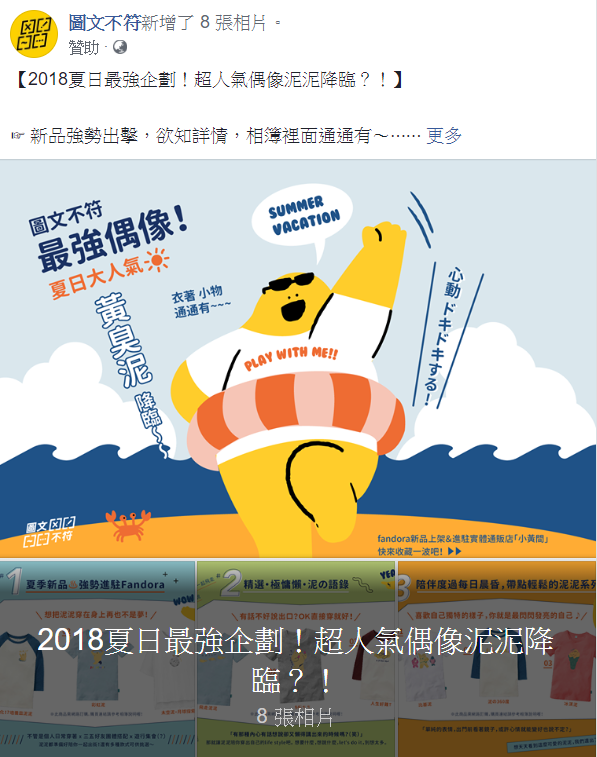 圖文不符新增了 8 張相片。
贊助 ·
【2018夏日最強企劃！超人氣偶像泥泥降臨？！】
☞ 新品強勢出擊，欲知詳情，相簿裡面通通有～⋯⋯ 更多
圖文不符
最強偶像！
夏日大人氣
黃臭泥
降臨～～
衣著 小物
通通有~~~
SUMMER
VACATION
PLAY WITH ME!!
心動 ドキドキする！
圖文不符
fandora新品上架&進駐實體通販店「小黃間」
快來收藏一波吧！▶▶
1 夏季新品 強勢進駐Fandora
想把泥泥穿在身上再也不是夢！
WOW
2 精選・極慵懶・泥の語錄
有話不好說出口？OK直接穿就好！
YEAH
3 陪伴度過每日晨昏，帶點輕鬆的泥泥系列
喜歡自己獨特的樣子，你就是最閃閃發亮的自己
03
2018夏日最強企劃！超人氣偶像泥泥降
臨？！
8 張相片